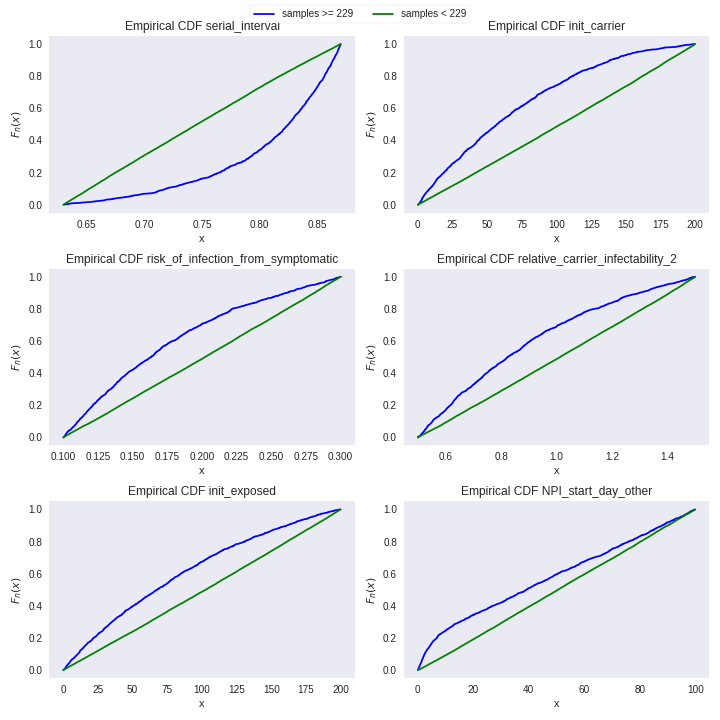 samples >= 229 samples < 229
Empirical CDF serial_interval Empirical CDF init_carrier
1.0 1.0
0.8 0.8
0.6 0.6
Fn(x) Fn(x)
0.4 0.4
0.2 0.2
0.0 0.0
0.65 0.70 0.75 0.80 0.85 0 25 50 75 100 125 150 175 200
x x
Empirical CDF risk_of_infection_from_symptomatic Empirical CDF relative_carrier_infectability_2
1.0 1.0
0.8 0.8
0.6 0.6
Fn(x) Fn(x)
0.4 0.4
0.2 0.2
0.0 0.0
0.100 0.125 0.150 0.175 0.200 0.225 0.250 0.275 0.300 0.6 0.8 1.0 1.2 1.4
x x
Empirical CDF init_exposed Empirical CDF NPI_start_day_other
1.0 1.0
0.8 0.8
0.6 0.6
Fn(x) Fn(x)
0.4 0.4
0.2 0.2
0.0 0.0
0 25 50 75 100 125 150 175 200 0 20 40 60 80 100
x x